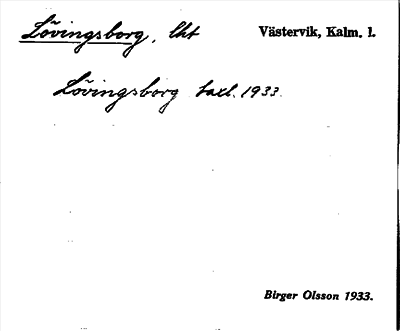 Lövingsborg, lht Västervik, Kalm. l.
Lövingsborg taxl. 1933.
Birger Olsson 1933.